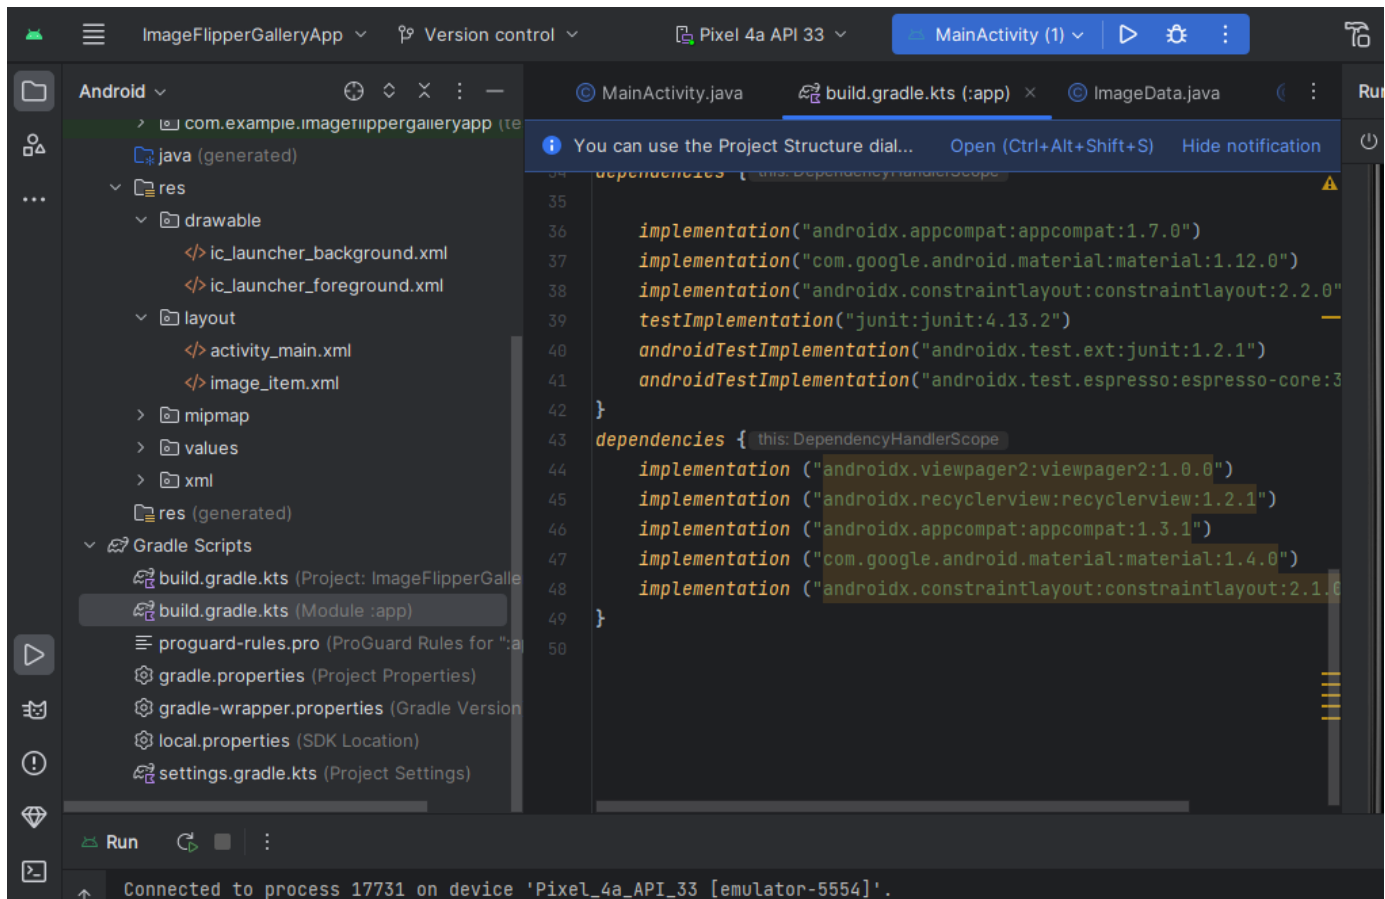 ImageFlipperGalleryApp Version control Pixel 4a API 33 MainActivity (1)
Android
com.example.imageflippergalleryapp (te
java (generated)
res
drawable
ic_launcher_background.xml
ic_launcher_foreground.xml
layout
activity_main.xml
image_item.xml
mipmap
values
xml
res (generated)
Gradle Scripts
build.gradle.kts (Project: ImageFlipperGalle
build.gradle.kts (Module :app)
proguard-rules.pro (ProGuard Rules for ":a
gradle.properties (Project Properties)
gradle-wrapper.properties (Gradle Version
local.properties (SDK Location)
settings.gradle.kts (Project Settings)
MainActivity.java build.gradle.kts (:app) ImageData.java
Run
You can use the Project Structure dial... Open (Ctrl+Alt+Shift+S) Hide notification
34 dependencies { this: DependencyHandlerScope
35
36 implementation("androidx.appcompat:appcompat:1.7.0")
37 implementation("com.google.android.material:material:1.12.0")
38 implementation("androidx.constraintlayout:constraintlayout:2.2.0"
39 testImplementation("junit:junit:4.13.2")
40 androidTestImplementation("androidx.test.ext:junit:1.2.1")
41 androidTestImplementation("androidx.test.espresso:espresso-core:3
42 }
43 dependencies { this: DependencyHandlerScope
44 implementation ("androidx.viewpager2:viewpager2:1.0.0")
45 implementation ("androidx.recyclerview:recyclerview:1.2.1")
46 implementation ("androidx.appcompat:appcompat:1.3.1")
47 implementation ("com.google.android.material:material:1.4.0")
48 implementation ("androidx.constraintlayout:constraintlayout:2.1.0
49 }
50
Run
Connected to process 17731 on device 'Pixel_4a_API_33 [emulator-5554]'.